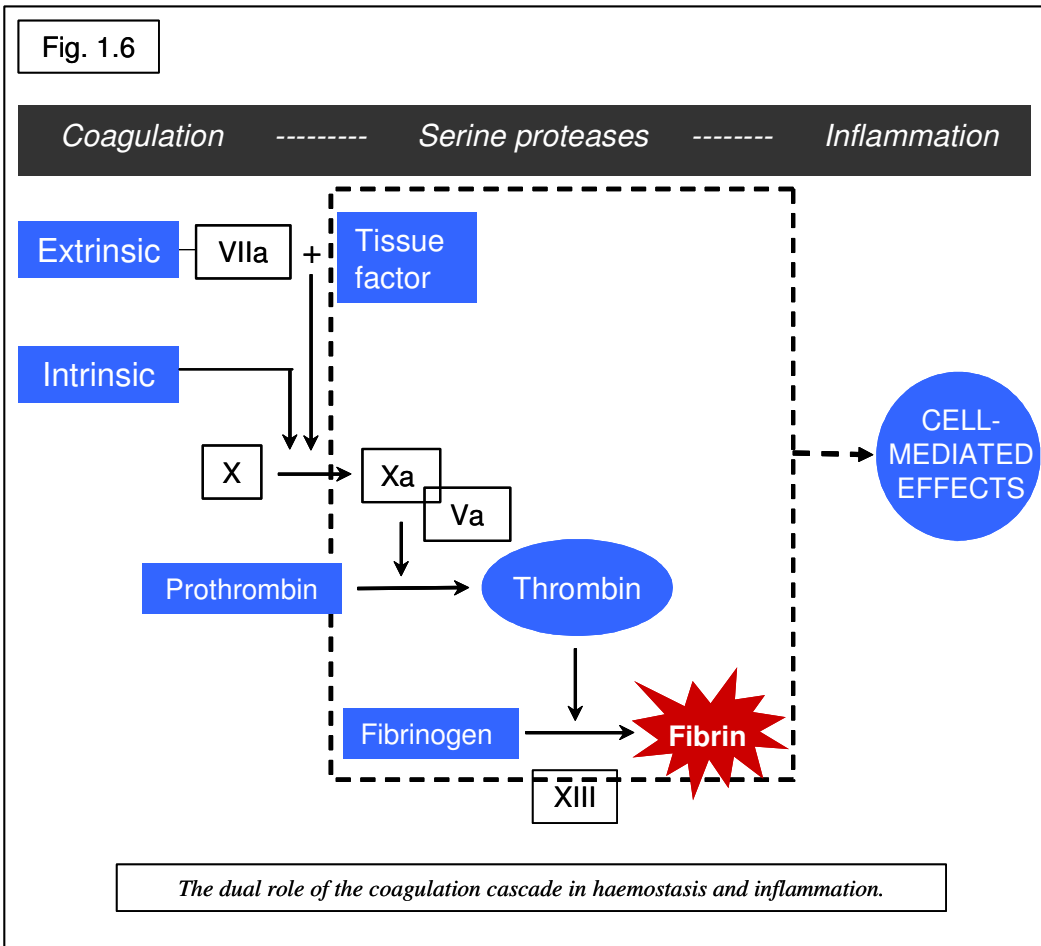 Fig. 1.6
Coagulation --------- Serine proteases -------- Inflammation
Extrinsic VIIa + Tissue
factor
Intrinsic
CELL-
MEDIATED
EFFECTS
X Xa
Va
Prothrombin Thrombin
Fibrinogen Fibrin
XIII
The dual role of the coagulation cascade in haemostasis and inflammation.